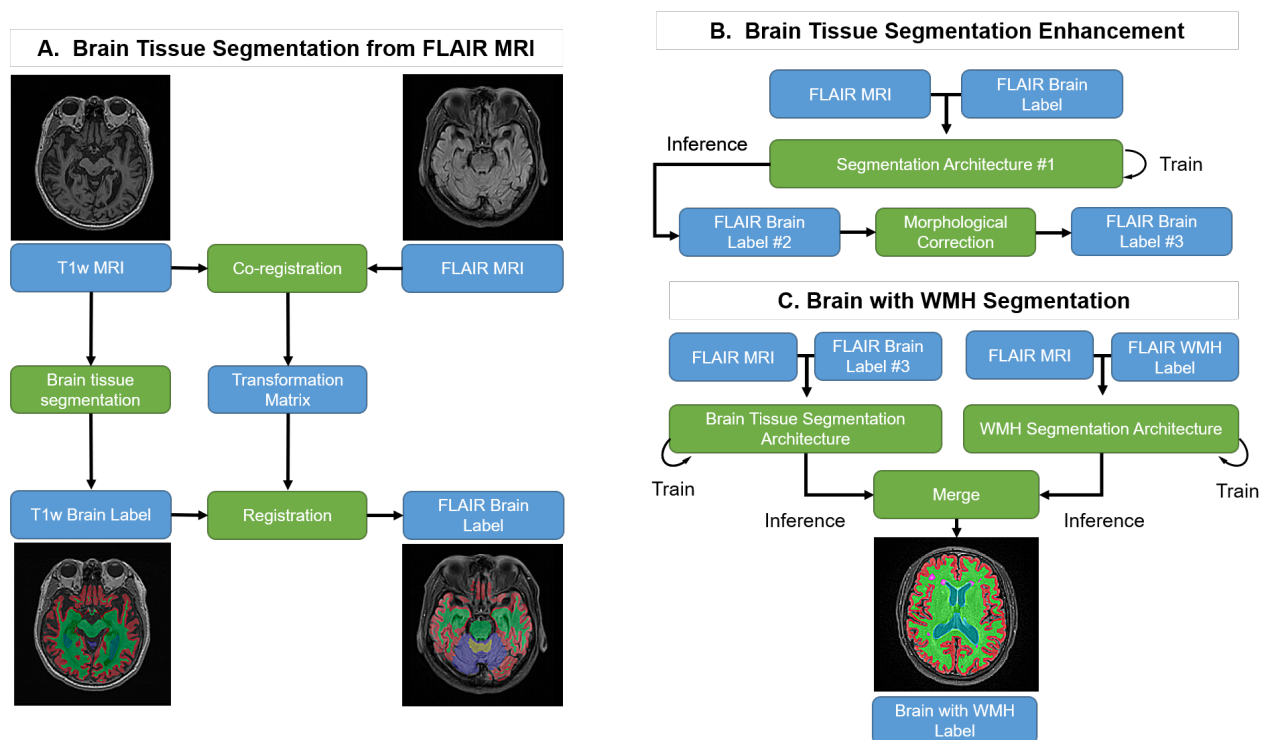 A. Brain Tissue Segmentation from FLAIR MRI
T1w MRI
Co-registration
FLAIR MRI
Brain tissue
segmentation
Transformation
Matrix
T1w Brain Label
Registration
FLAIR Brain
Label
B. Brain Tissue Segmentation Enhancement
FLAIR MRI
FLAIR Brain
Label
Inference
Segmentation Architecture #1
Train
FLAIR Brain
Label #2
Morphological
Correction
FLAIR Brain
Label #3
C. Brain with WMH Segmentation
FLAIR MRI
FLAIR Brain
Label #3
FLAIR MRI
FLAIR WMH
Label
Brain Tissue Segmentation
Architecture
WMH Segmentation Architecture
Train
Train
Merge
Inference
Inference
Brain with WMH
Label